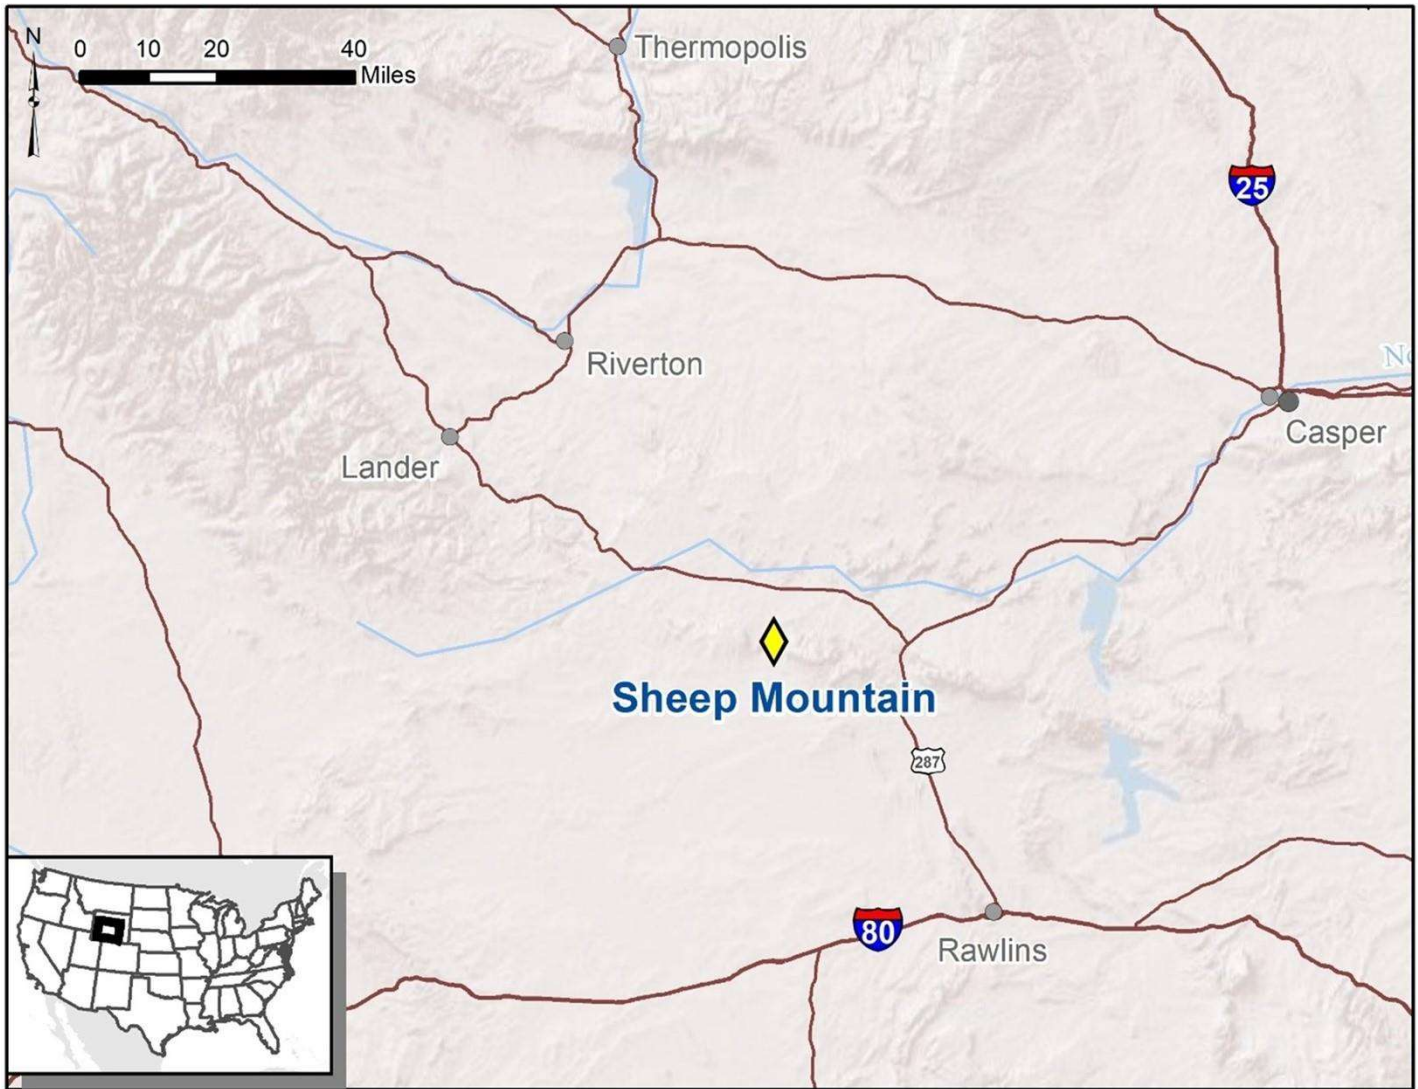 N
0 10 20 40
Miles
Thermopolis
25
Riverton
Casper
Lander
Sheep Mountain
287
80
Rawlins